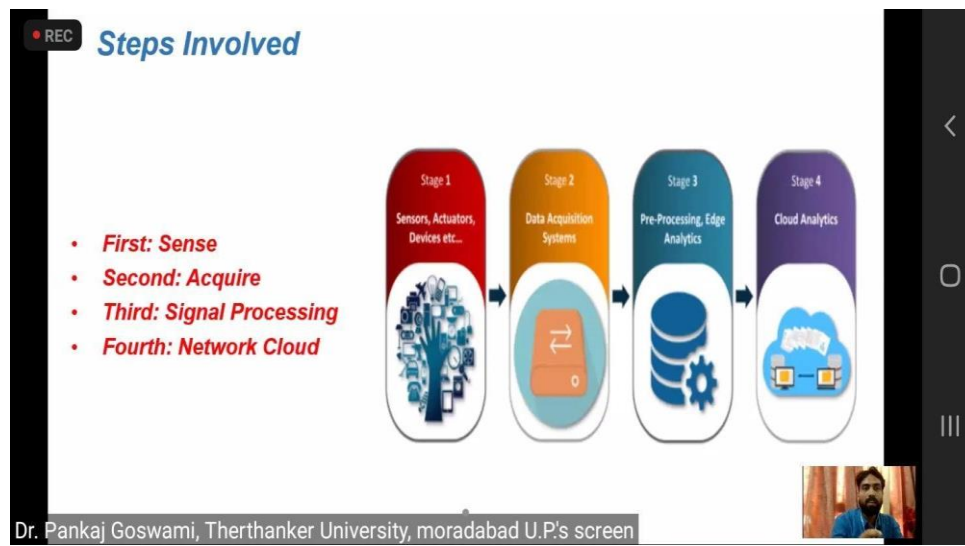 REC
Steps Involved
• First: Sense
• Second: Acquire
• Third: Signal Processing
• Fourth: Network Cloud
Stage 1
Sensors, Actuators,
Devices etc...
Stage 2
Data Acquisition
Systems
Stage 3
Pre-Processing, Edge
Analytics
Stage 4
Cloud Analytics
Dr. Pankaj Goswami, Therthanker University, moradabad U.P.'s screen